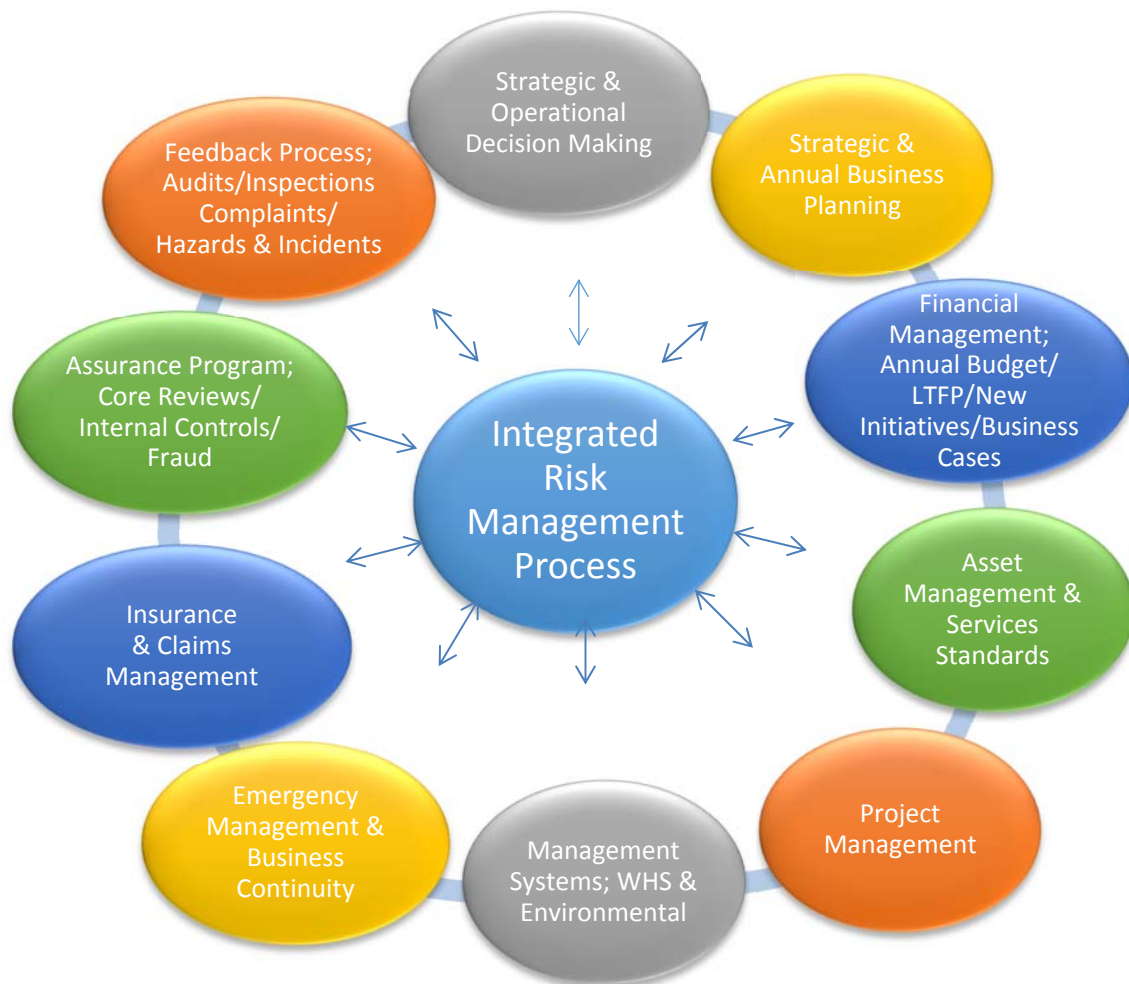 Strategic &
Operational
Decision Making
Strategic &
Annual Business
Planning
Financial
Management;
Annual Budget/
LTFP/New
Initiatives/Business
Cases
Asset
Management &
Services
Standards
Project
Management
Management
Systems; WHS &
Environmental
Emergency
Management &
Business
Continuity
Insurance
& Claims
Management
Assurance Program;
Core Reviews/
Internal Controls/
Fraud
Feedback Process;
Audits/Inspections
Complaints/
Hazards & Incidents
Integrated
Risk
Management
Process